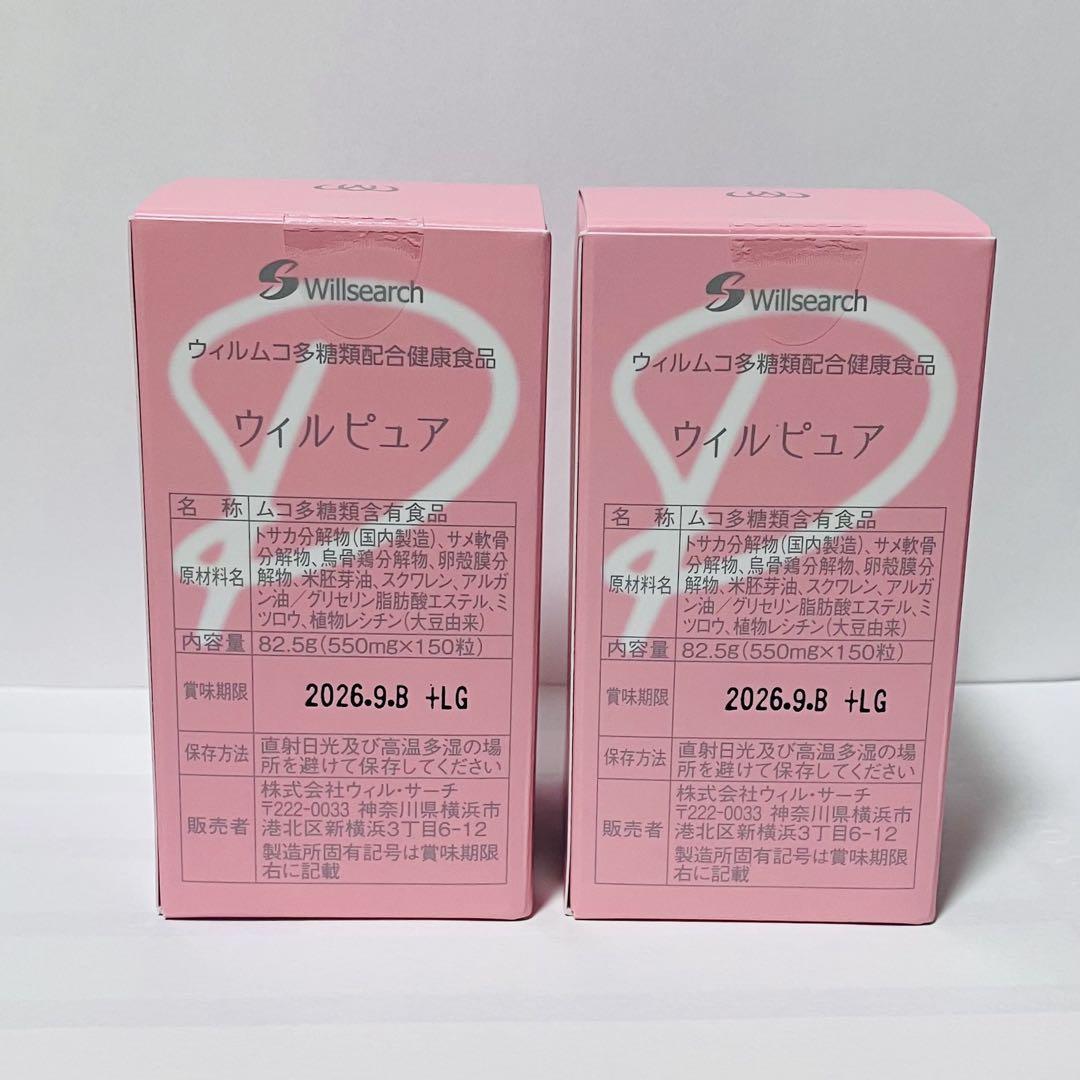 Willsearch
ウィルムコ多糖類配合健康食品
ウィルピュア
名 称 ムコ多糖類含有食品
原材料名 トサカ分解物(国内製造)、サメ軟骨
分解物、烏骨鶏分解物、卵殻膜分
解物、米胚芽油、スクワレン、アルガ
ン油/グリセリン脂肪酸エステル、ミ
ツロウ、植物レシチン(大豆由来)
内容量 82.5g(550mg×150粒)
賞味期限 2026.9.B +LG
保存方法 直射日光及び高温多湿の場
所を避けて保存してください
販売者 株式会社ウィル・サーチ
〒222-0033 神奈川県横浜市
港北区新横浜3丁目6-12
製造所固有記号は賞味期限
右に記載
Willsearch
ウィルムコ多糖類配合健康食品
ウィルピュア
名 称 ムコ多糖類含有食品
原材料名 トサカ分解物(国内製造)、サメ軟骨
分解物、烏骨鶏分解物、卵殻膜分
解物、米胚芽油、スクワレン、アルガ
ン油/グリセリン脂肪酸エステル、ミ
ツロウ、植物レシチン(大豆由来)
内容量 82.5g(550mg×150粒)
賞味期限 2026.9.B +LG
保存方法 直射日光及び高温多湿の場
所を避けて保存してください
販売者 株式会社ウィル・サーチ
〒222-0033 神奈川県横浜市
港北区新横浜3丁目6-12
製造所固有記号は賞味期限
右に記載